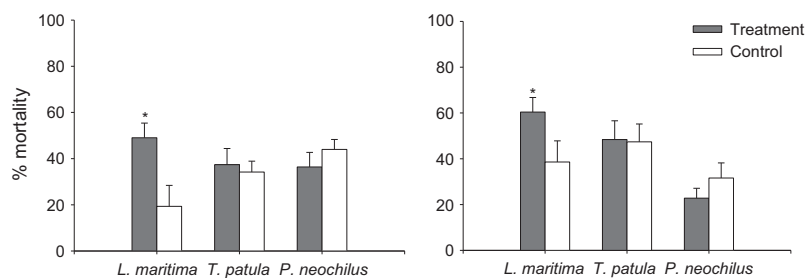 100
80
60
40
20
0
% mortality
*
L. maritima T. patula P. neochilus
100
80
60
40
20
0
*
Treatment
Control
L. maritima T. patula P. neochilus